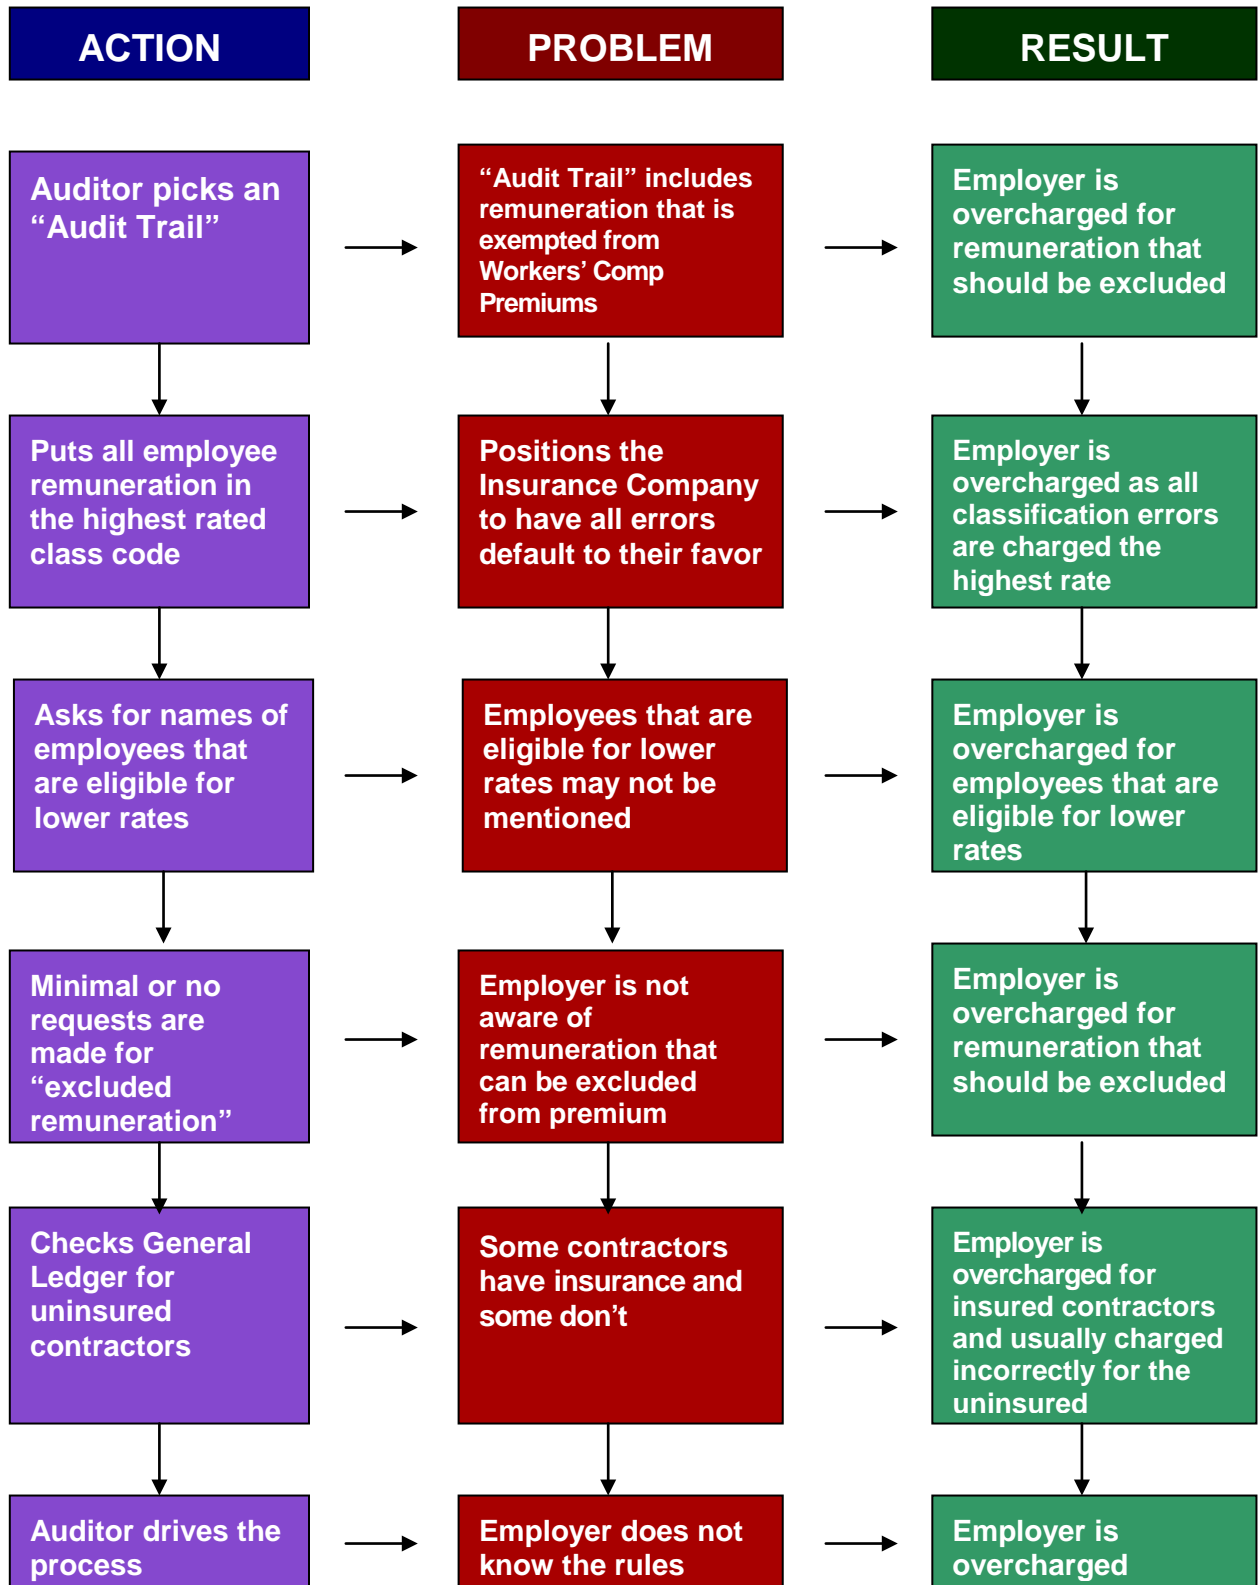 ACTION
PROBLEM
RESULT
Auditor picks an
“Audit Trail”
“Audit Trail” includes
remuneration that is
exempted from
Workers’ Comp
Premiums
Employer is
overcharged for
remuneration that
should be excluded
Puts all employee
remuneration in
the highest rated
class code
Positions the
Insurance Company
to have all errors
default to their favor
Employer is
overcharged as all
classification errors
are charged the
highest rate
Asks for names of
employees that
are eligible for
lower rates
Employees that are
eligible for lower
rates may not be
mentioned
Employer is
overcharged for
employees that are
eligible for lower
rates
Minimal or no
requests are
made for
“excluded
remuneration”
Employer is not
aware of
remuneration that
can be excluded
from premium
Employer is
overcharged for
remuneration that
should be excluded
Checks General
Ledger for
uninsured
contractors
Some contractors
have insurance and
some don’t
Employer is
overcharged for
insured contractors
and usually charged
incorrectly for the
uninsured
Auditor drives the
process
Employer does not
know the rules
Employer is
overcharged